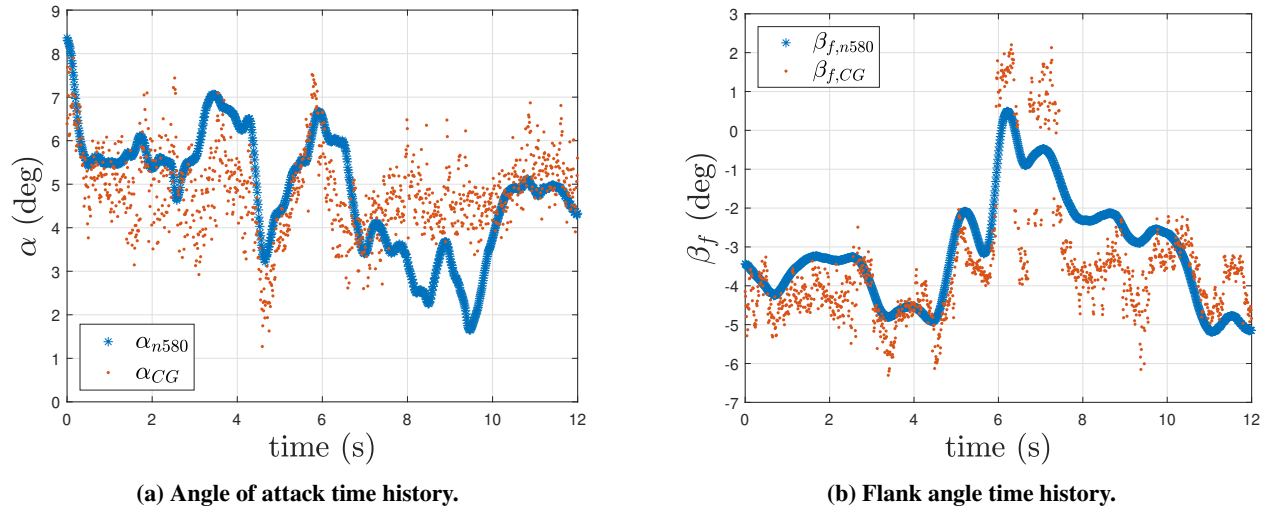 9
8
7
6
5
4
3
2
1
0
α (deg)
α_{n580}
α_{CG}
0 2 4 6 8 10 12
time (s)
(a) Angle of attack time history.
3
2
1
0
-1
-2
-3
-4
-5
-6
-7
β_f (deg)
β_{f,n580}
β_{f,CG}
0 2 4 6 8 10 12
time (s)
(b) Flank angle time history.